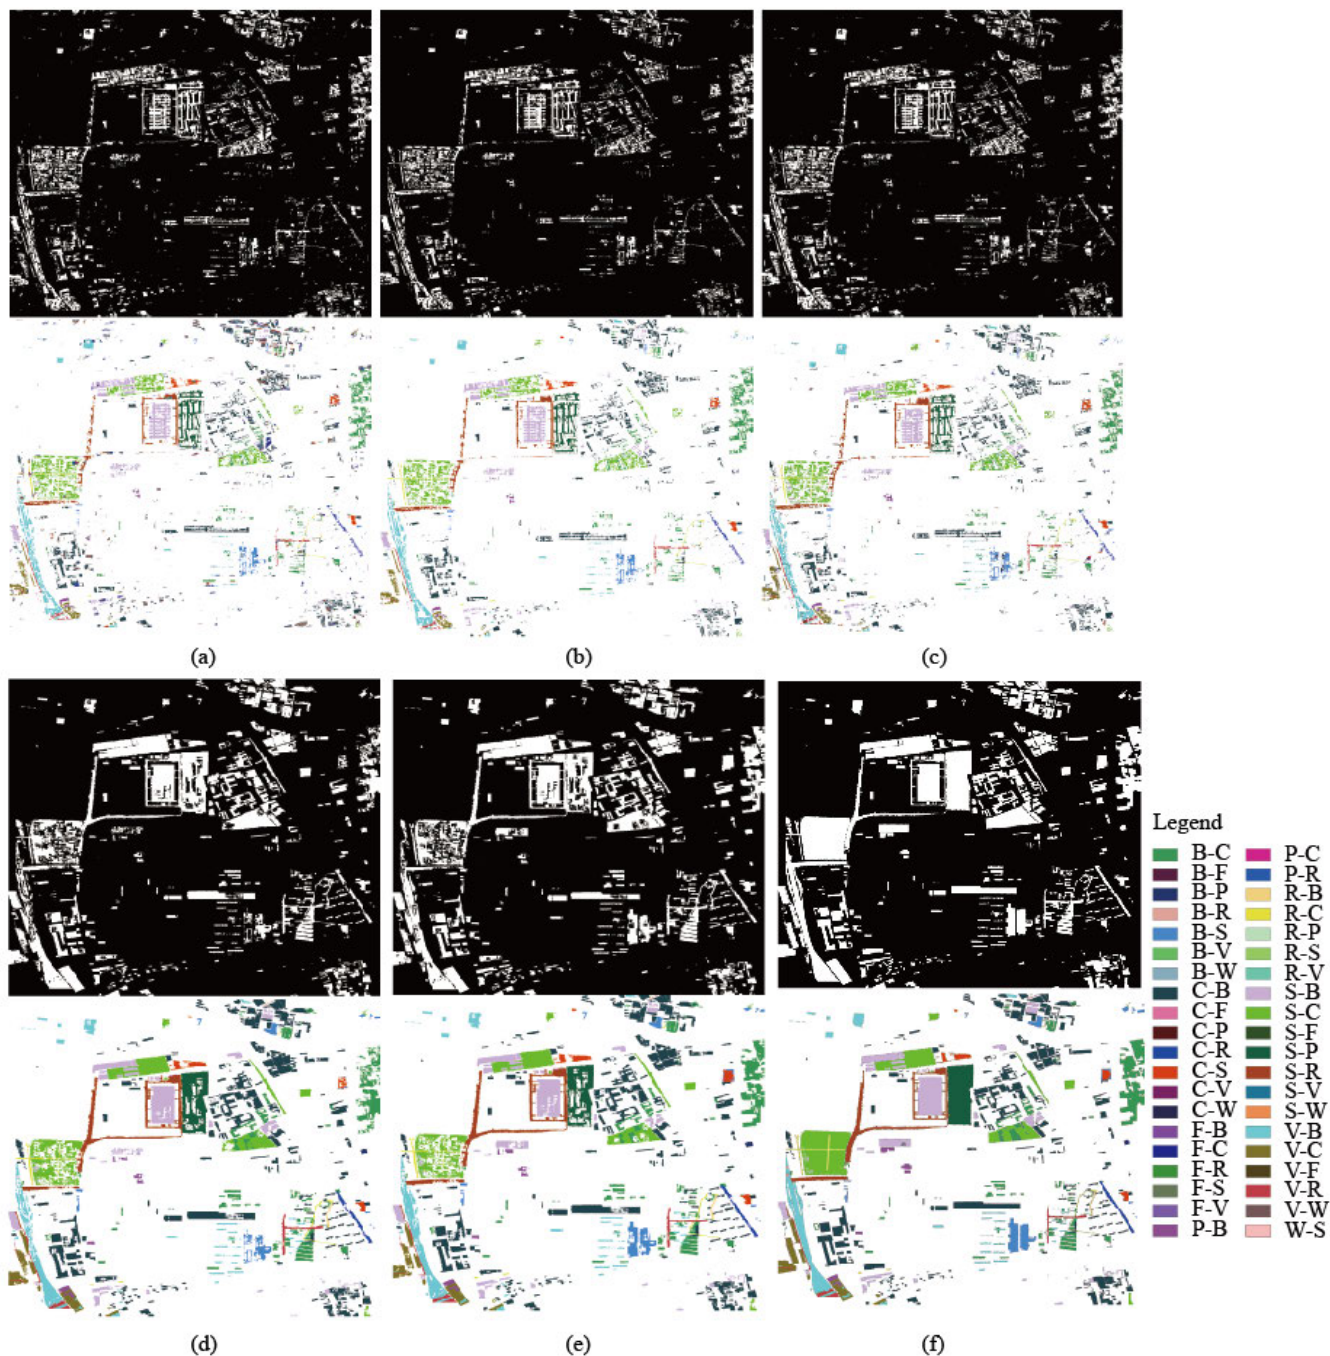 (a) (b) (c)
Legend
B-C P-C
B-F P-R
B-P R-B
B-R R-C
B-S R-P
B-V R-S
B-W R-V
C-B S-B
C-F S-C
C-P S-F
C-R S-P
C-S S-R
C-V S-V
C-W S-W
F-B V-B
F-C V-C
F-R V-F
F-S V-R
F-V V-W
P-B W-S
(d) (e) (f)